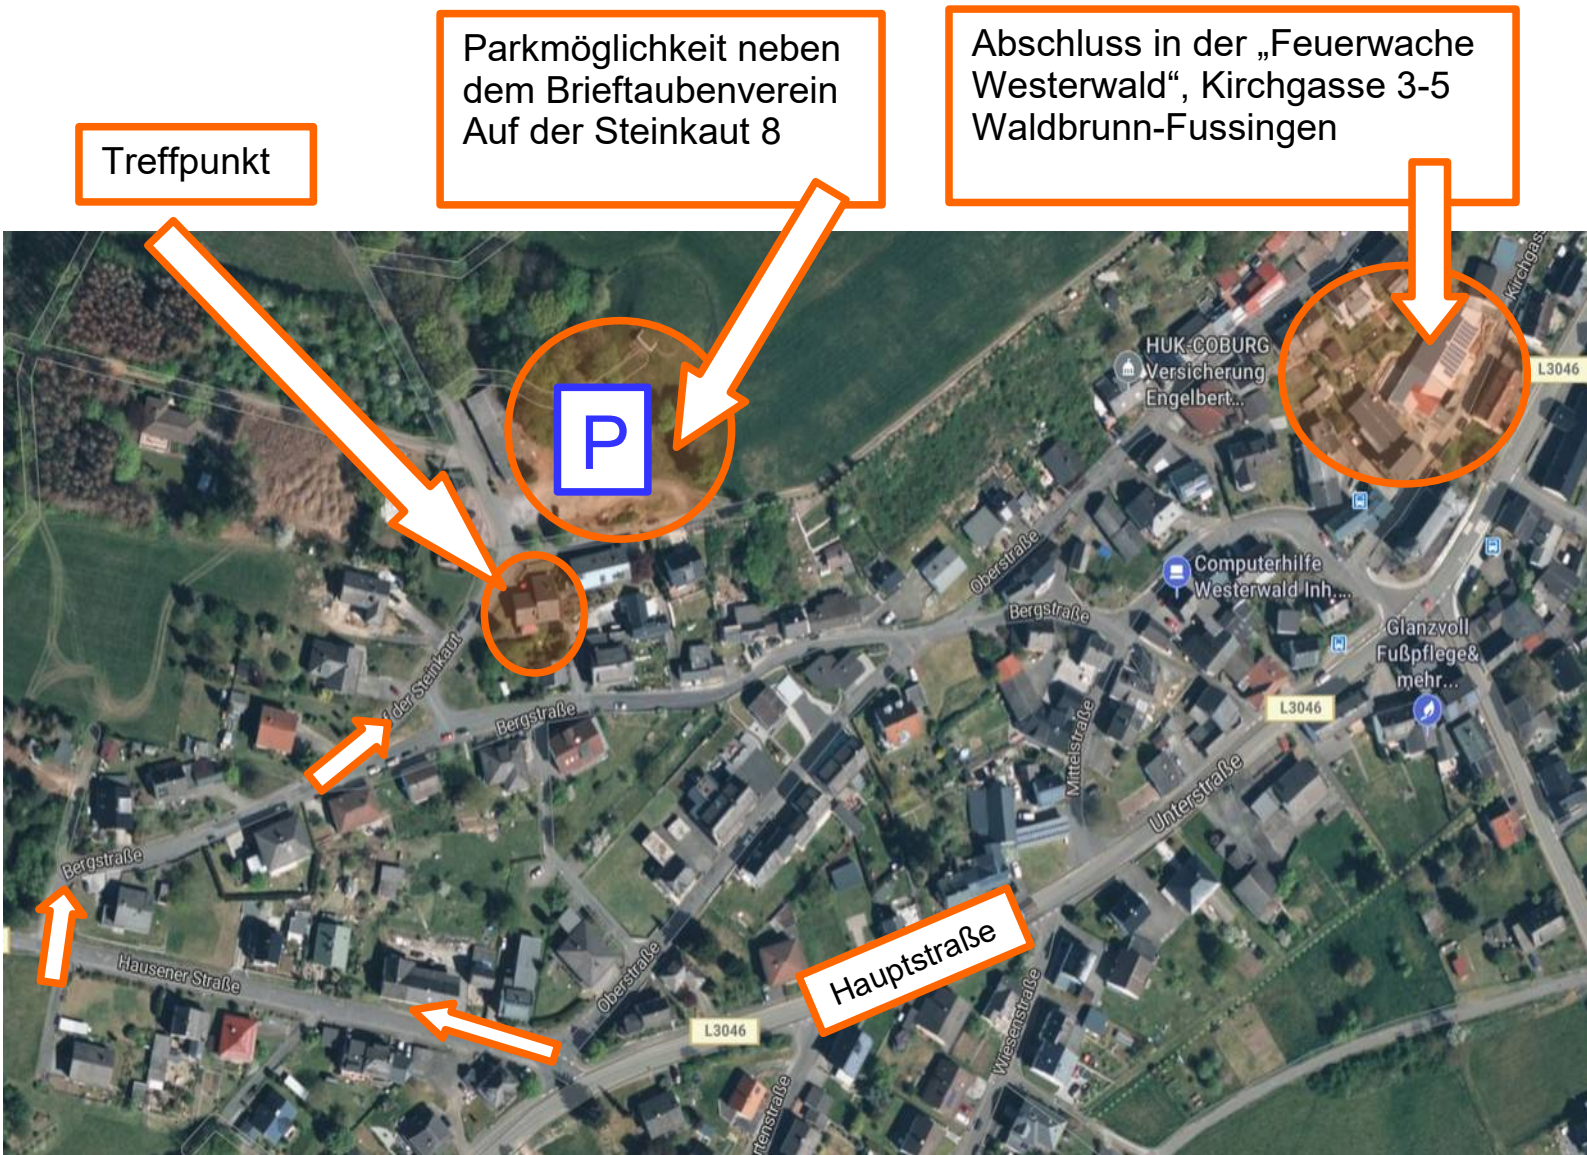 Parkmöglichkeit neben
dem Brieftaubenverein
Auf der Steinkaut 8
Abschluss in der „Feuerwache
Westerwald“, Kirchgasse 3-5
Waldbrunn-Fussingen
Treffpunkt
P
HUK-COBURG
Versicherung
Engelbert...
L3046
Oberstraße
Computerhilfe
Westerwald Inh....
Bergstraße
Glanzvoll
Fußpflege&
mehr...
der Steinkaut
Bergstraße
L3046
Mittelstraße
Unterstraße
Bergstraße
Hauptstraße
Hausener Straße
Oberstraße
L3046
Wiesenstraße